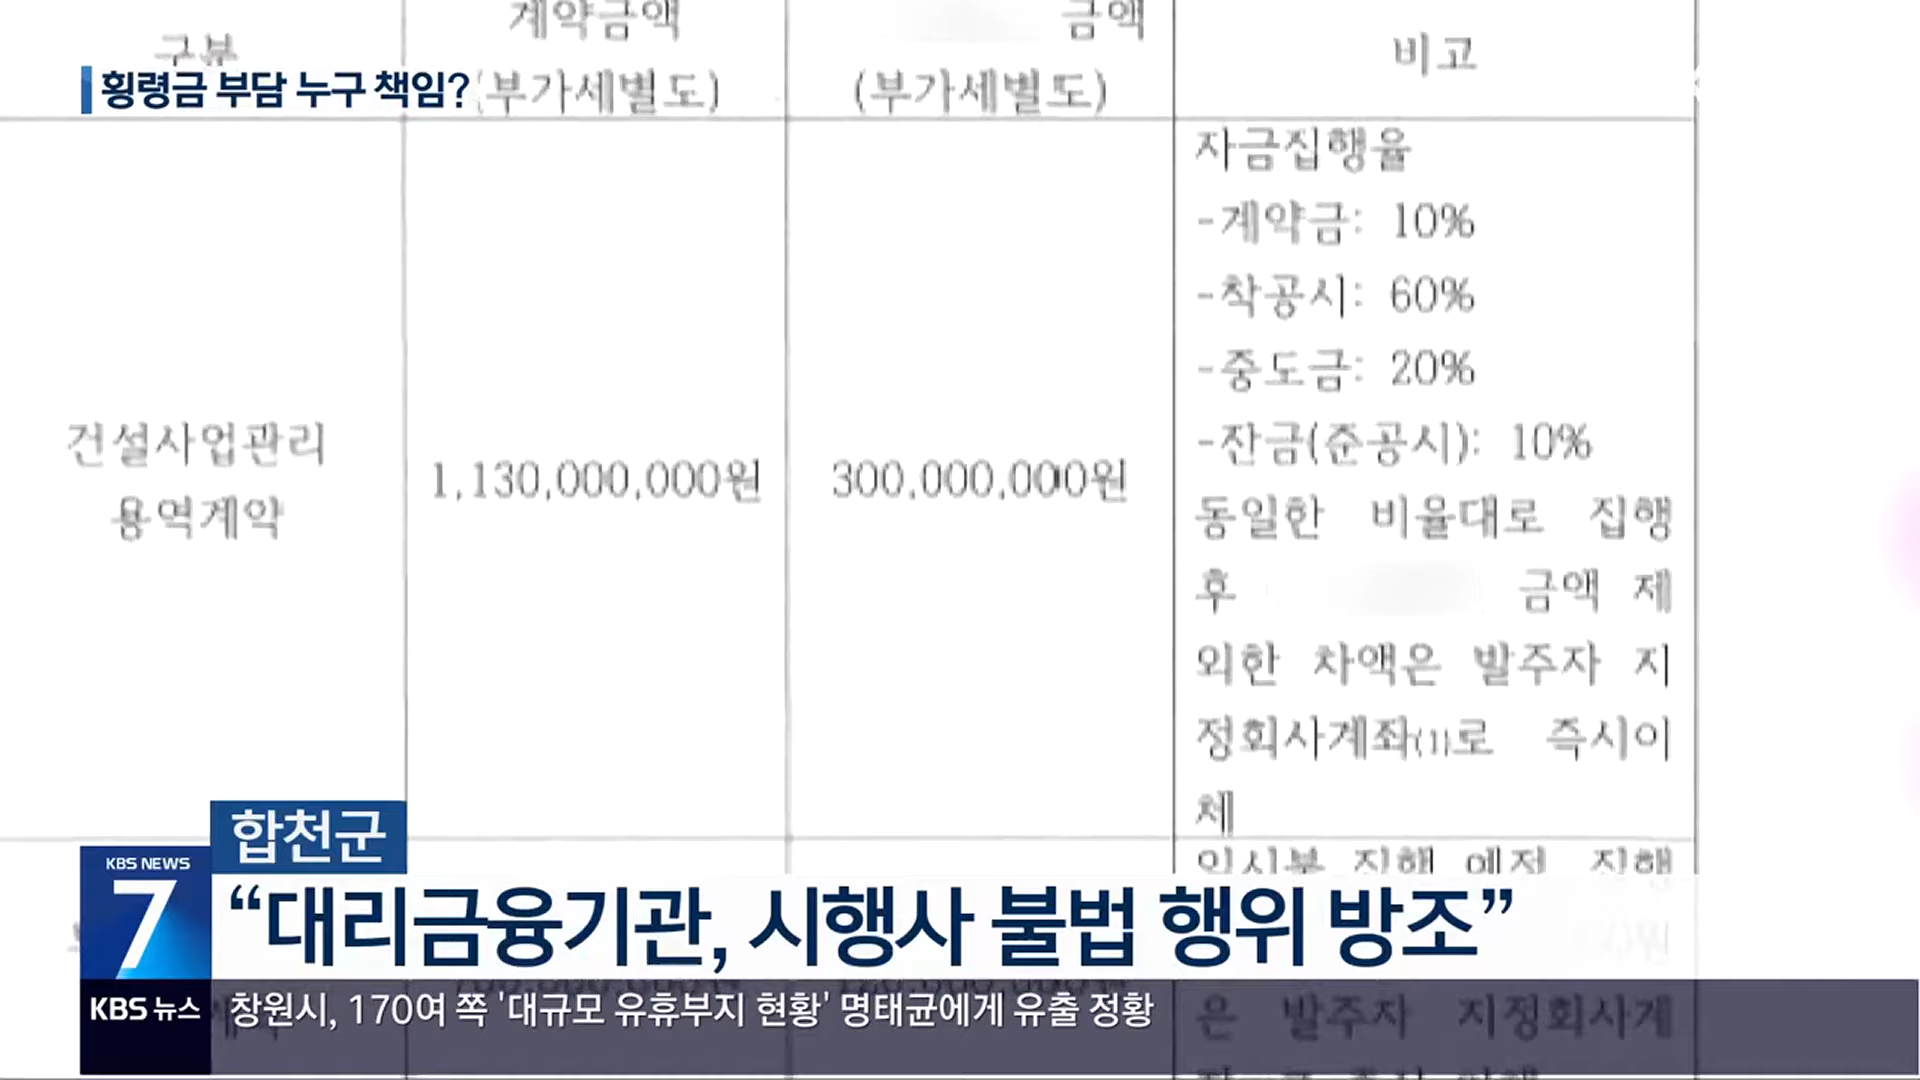 구분
계약금액
(부가세별도)
금액
(부가세별도)
비고
횡령금 부담 누구 책임?
건설사업관리
용역계약
1,130,000,000원
300,000,000원
자금집행율
-계약금: 10%
-착공시: 60%
-중도금: 20%
-잔금(준공시): 10%
동일한 비율대로 집행
후 금액 제
외한 차액은 발주자 지
정회사계좌(1)로 즉시이
체
은 발주자 지정회사계
합천군
KBS NEWS
7
“대리금융기관, 시행사 불법 행위 방조”
KBS 뉴스
창원시, 170여 쪽 '대규모 유휴부지 현황' 명태균에게 유출 정황